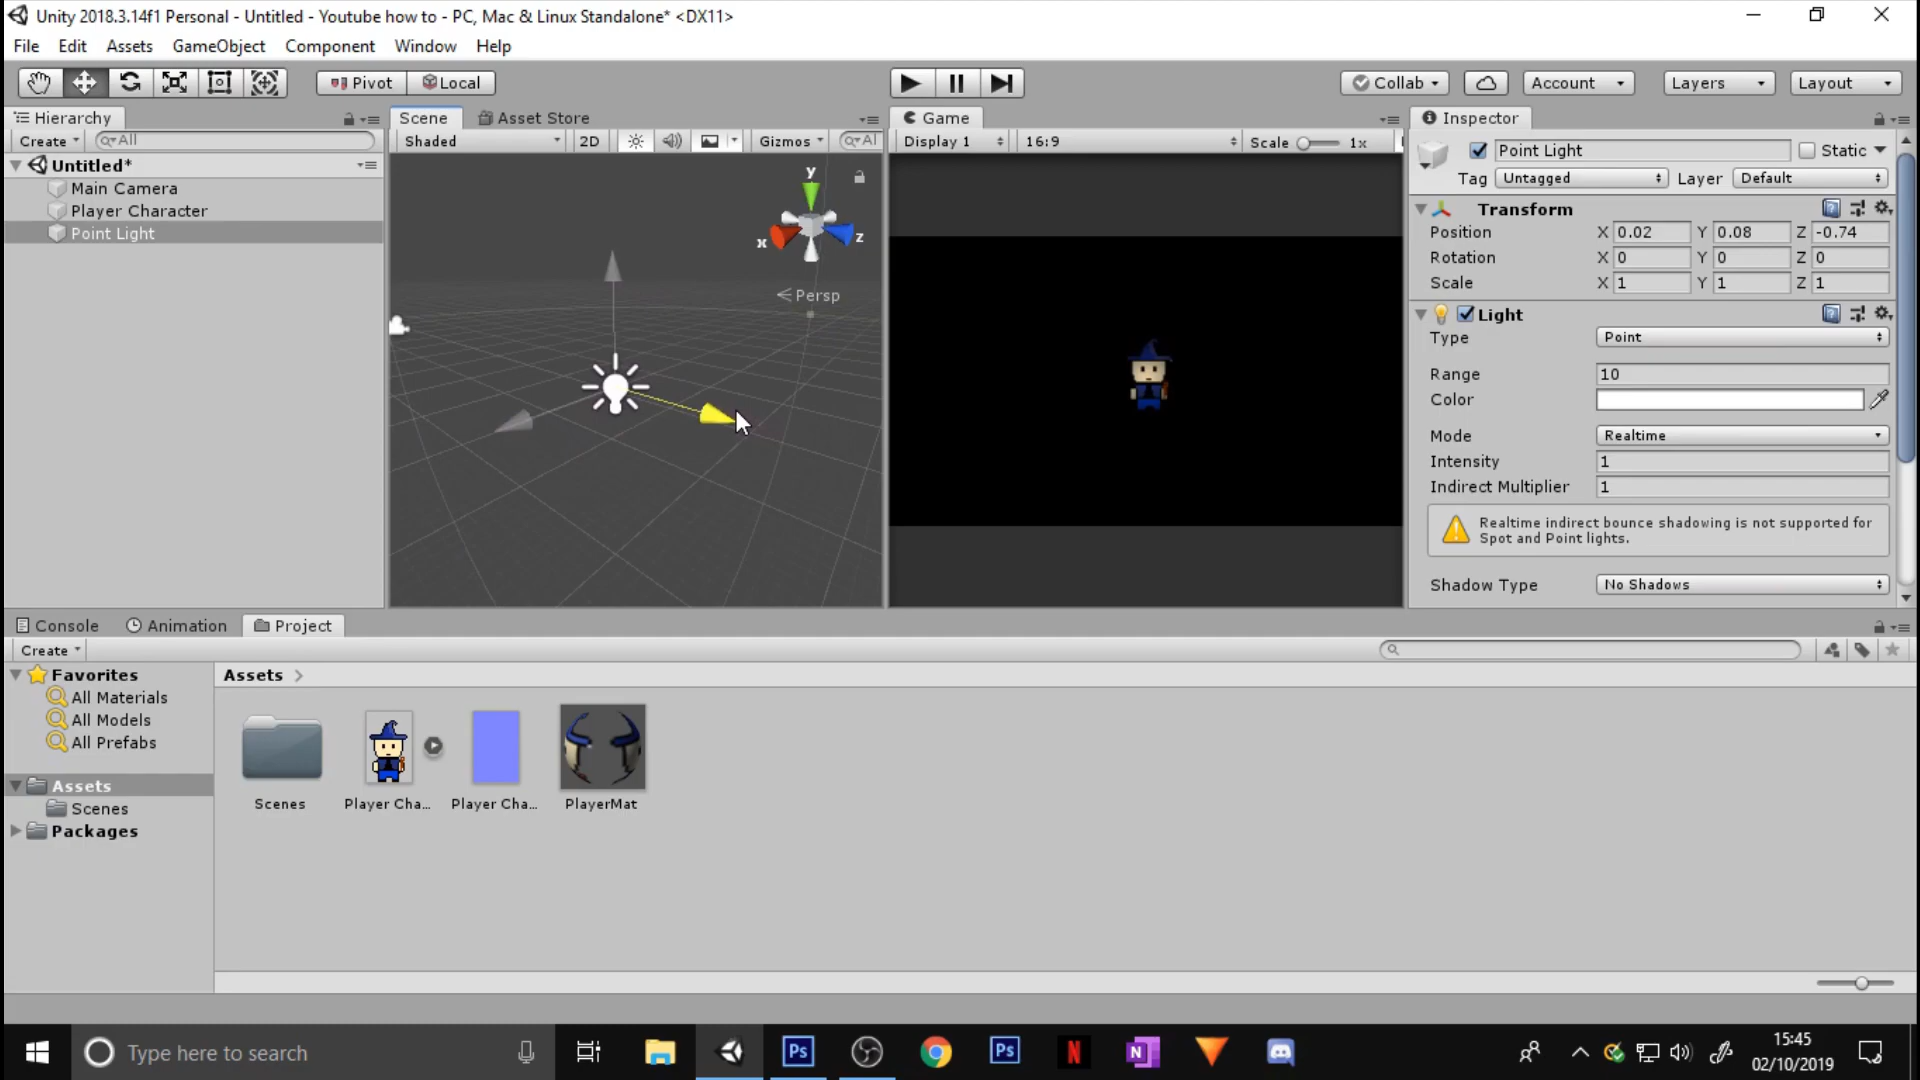 Unity 2018.3.14f1 Personal - Untitled - Youtube how to - PC, Mac & Linux Standalone* <DX11>
File Edit Assets GameObject Component Window Help
Pivot Local Collab Account Layers Layout
Hierarchy
Create All
Untitled*
Main Camera
Player Character
Point Light
Scene Asset Store
Shaded 2D Gizmos All
y
x z
Persp
Game
Display 1 16:9 Scale 1x
Inspector
Point Light Static
Tag Untagged Layer Default
Transform
Position X 0.02 Y 0.08 Z -0.74
Rotation X 0 Y 0 Z 0
Scale X 1 Y 1 Z 1
Light
Type Point
Range 10
Color
Mode Realtime
Intensity 1
Indirect Multiplier 1
Realtime indirect bounce shadowing is not supported for
Spot and Point lights.
Shadow Type No Shadows
Console Animation Project
Create
Favorites
All Materials
All Models
All Prefabs
Assets
Scenes
Packages
Assets
Scenes Player Cha... Player Cha... PlayerMat
Type here to search
Ps Ps N N
15:45
02/10/2019